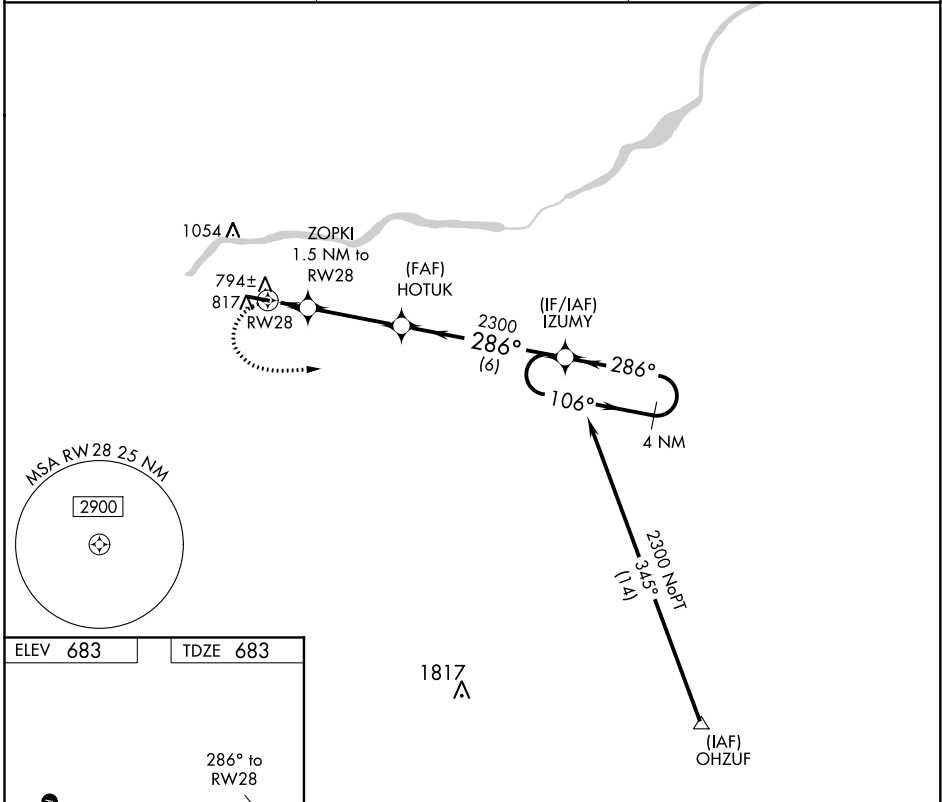 1054
ZOPKI
1.5 NM to
RW28
794±
817
RW28
(FAF)
HOTUK
2300
286°
(6)
(IF/IAF)
IZUMY
286°
106°
4 NM
MSA RW 28 25 NM
2900
2300 NoPT
345°
(14)
ELEV 683
TDZE 683
1817
(IAF)
OHZUF
286° to
RW28